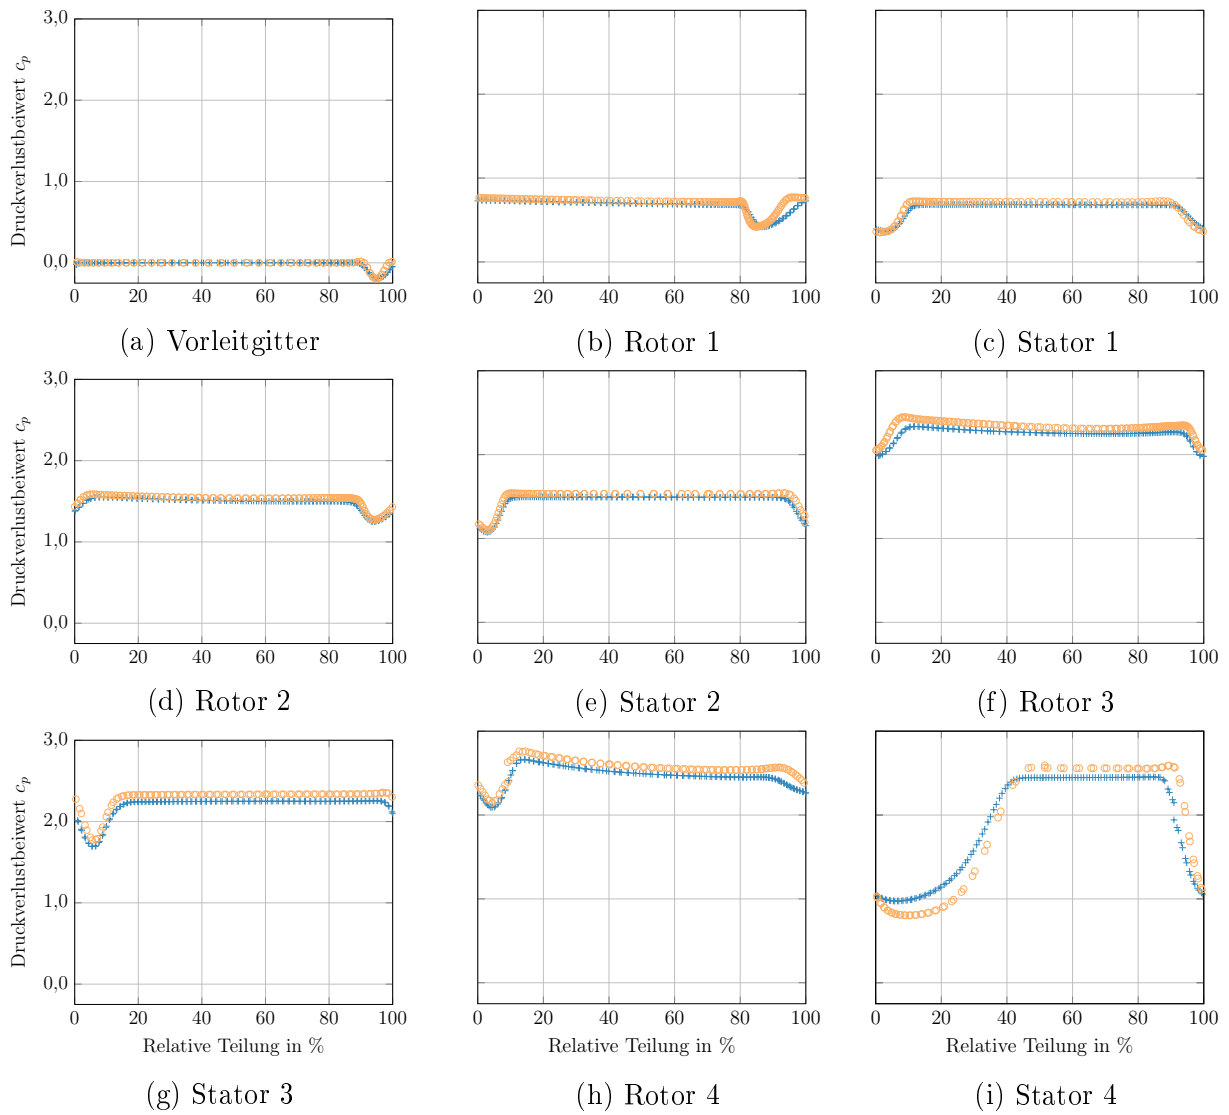 3,0
2,0
1,0
0,0
Druckverlustbeiwert c_p
0 20 40 60 80 100
0 20 40 60 80 100
0 20 40 60 80 100
(a) Vorleitgitter
(b) Rotor 1
(c) Stator 1
3,0
2,0
1,0
0,0
Druckverlustbeiwert c_p
0 20 40 60 80 100
0 20 40 60 80 100
0 20 40 60 80 100
(d) Rotor 2
(e) Stator 2
(f) Rotor 3
3,0
2,0
1,0
0,0
Druckverlustbeiwert c_p
0 20 40 60 80 100
0 20 40 60 80 100
0 20 40 60 80 100
Relative Teilung in %
Relative Teilung in %
Relative Teilung in %
(g) Stator 3
(h) Rotor 4
(i) Stator 4